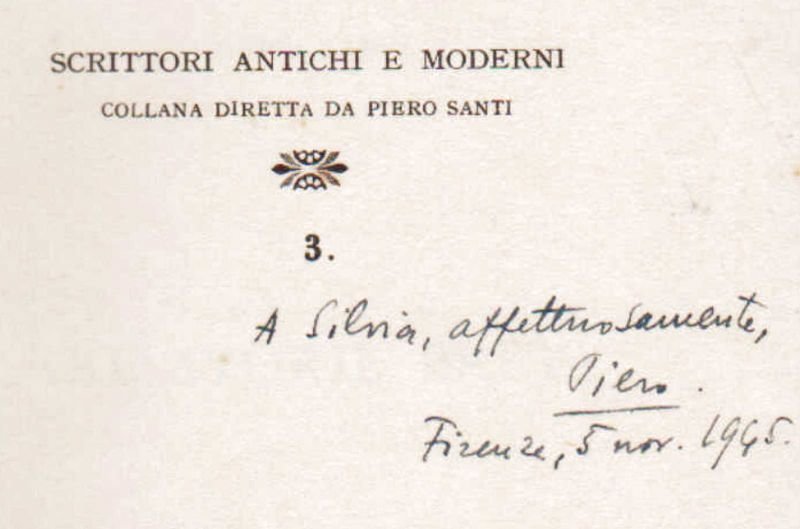 SCRITTORI ANTICHI E MODERNI
COLLANA DIRETTA DA PIERO SANTI
3.
A Silvia, affettuosamente,
Piero.
Firenze, 5 nov. 1945.